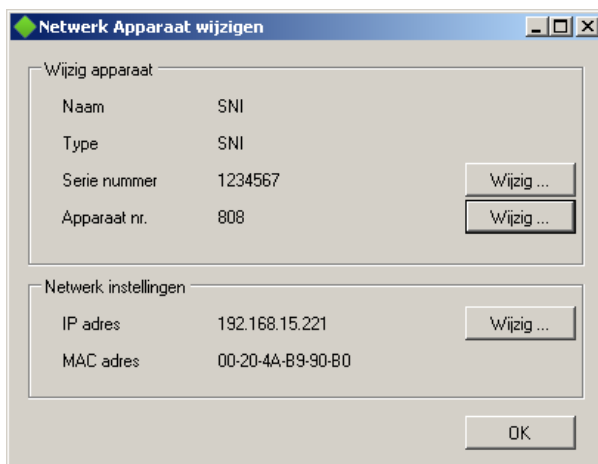 Netwerk Apparaat wijzigen
Wijzig apparaat
Naam SNI
Type SNI
Serie nummer 1234567 Wijzig ...
Apparaat nr. 808 Wijzig ...
Netwerk instellingen
IP adres 192.168.15.221 Wijzig ...
MAC adres 00-20-4A-B9-90-B0
OK